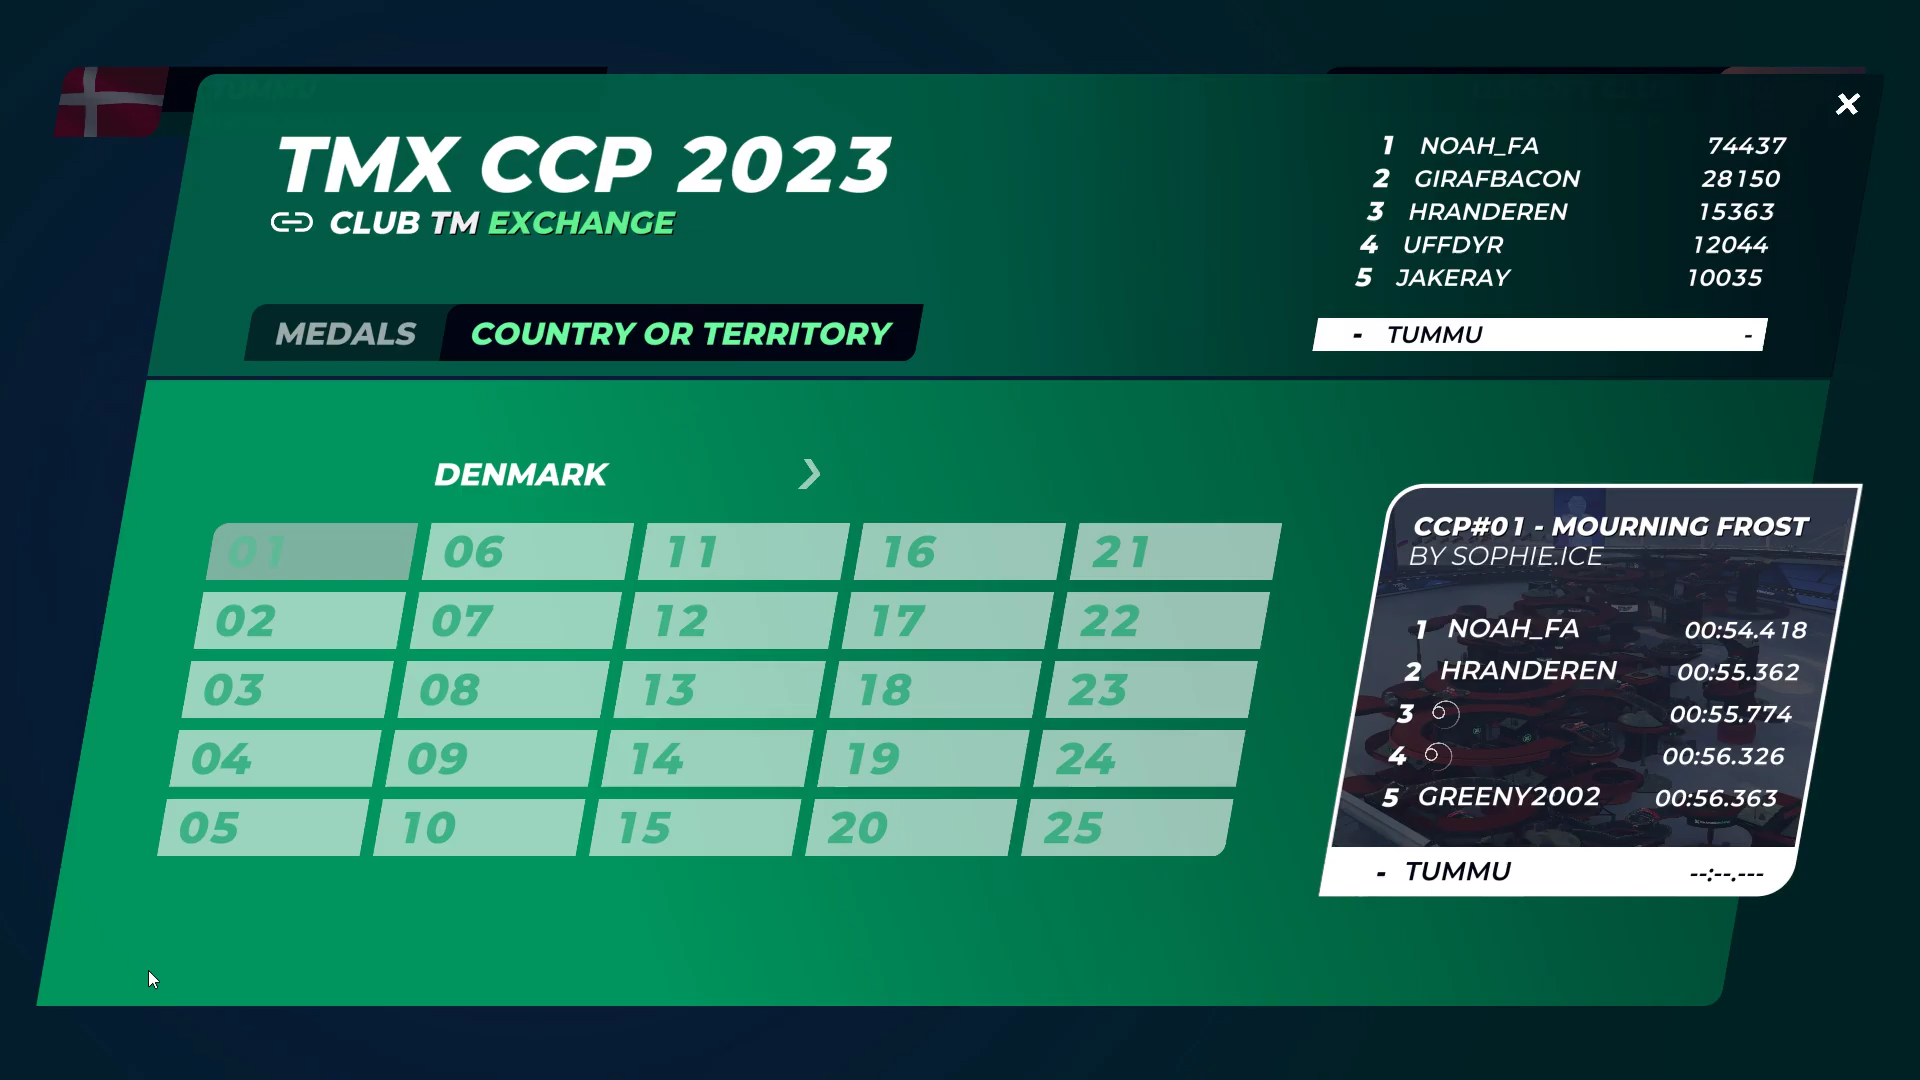 TUMMU
TMX CCP 2023
CLUB TM EXCHANGE
MEDALS
COUNTRY OR TERRITORY
1 NOAH_FA 74437
2 GIRAFBACON 28150
3 HRANDEREN 15363
4 UFFDYR 12044
5 JAKERAY 10035
- TUMMU -
DENMARK
01 06 11 16 21
02 07 12 17 22
03 08 13 18 23
04 09 14 19 24
05 10 15 20 25
CCP#01 - MOURNING FROST
BY SOPHIE.ICE
1 NOAH_FA 00:54.418
2 HRANDEREN 00:55.362
3 00:55.774
4 00:56.326
5 GREENY2002 00:56.363
- TUMMU --:--.---